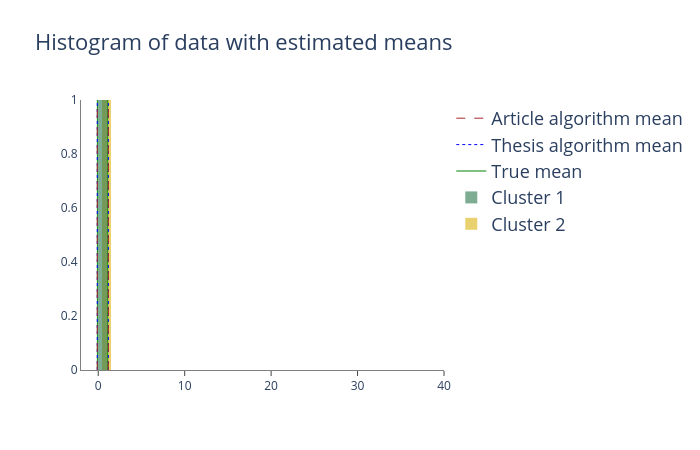 Histogram of data with estimated means
1
0.8
0.6
0.4
0.2
0
0 10 20 30 40
Article algorithm mean
Thesis algorithm mean
True mean
Cluster 1
Cluster 2